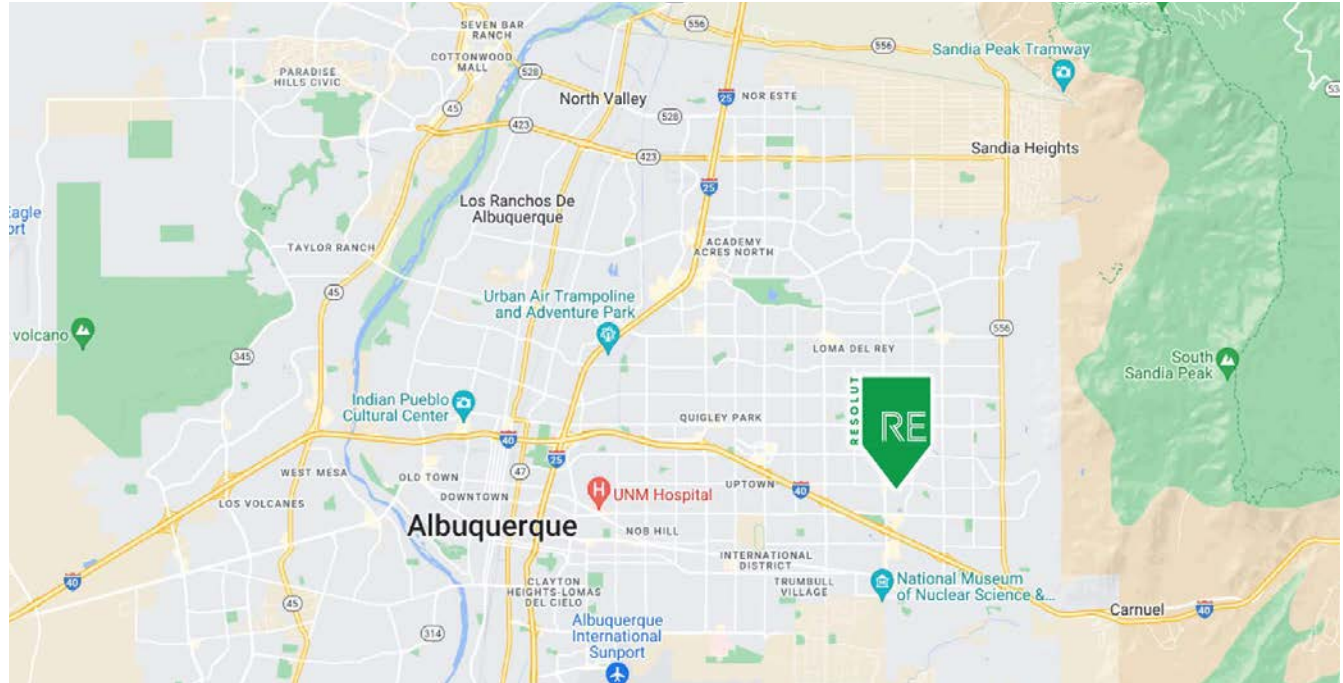 SEVEN BAR
RANCH
556
556
556
Sandia Peak Tramway
COTTONWOOD
MALL
PARADISE
HILLS CIVIC
528
North Valley
25
NOR ESTE
45
423
528
423
Sandia Heights
25
Los Ranchos De
Albuquerque
Eagle
ort
TAYLOR RANCH
ACADEMY
ACRES NORTH
45
Urban Air Trampoline
and Adventure Park
volcano
345
556
LOMA DEL REY
South
Sandia Peak
Indian Pueblo
Cultural Center
QUIGLEY PARK
RESOLUT
RE
40
47
25
WEST MESA
OLD TOWN
UPTOWN
40
LOS VOLCANES
DOWNTOWN
UNM Hospital
Albuquerque
NOB HILL
INTERNATIONAL
DISTRICT
40
CLAYTON
HEIGHTS-LOMAS
DEL CIELO
TRUMBULL
VILLAGE
National Museum
of Nuclear Science &...
45
Carnuel
40
314
Albuquerque
International
Sunport